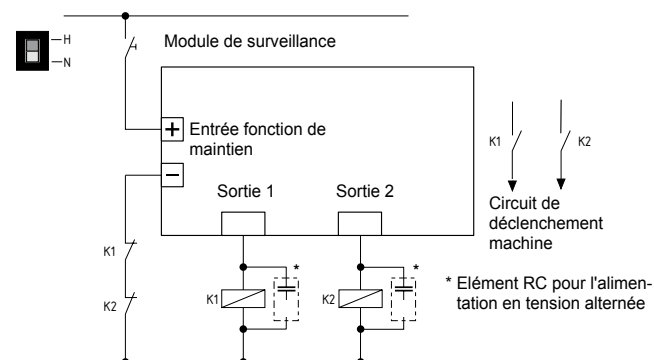 H
N
Module de surveillance
+
Entrée fonction de
maintien
−
Sortie 1
Sortie 2
K1
K2
Circuit de
déclenchement
machine
K1
K2
K1
*
K2
*
* Elément RC pour l'alimen-
tation en tension alternée